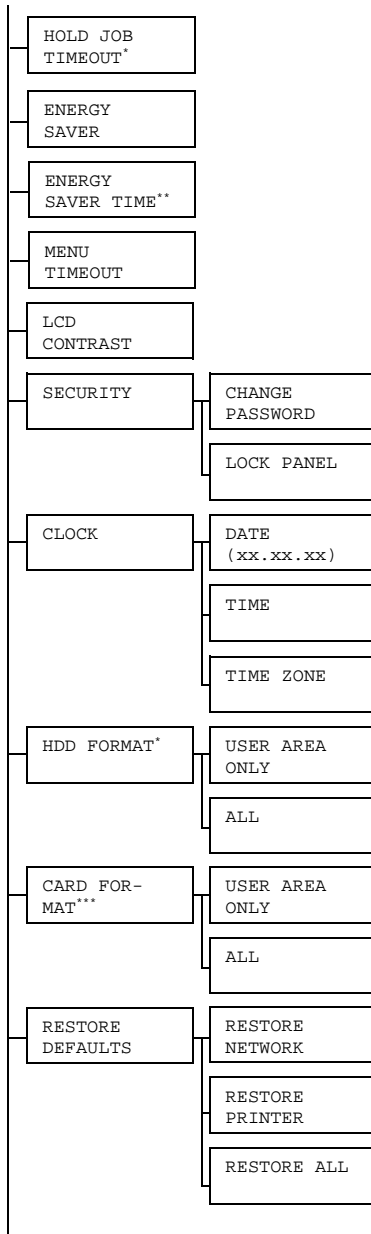 HOLD JOB
TIMEOUT*
ENERGY
SAVER
ENERGY
SAVER TIME**
MENU
TIMEOUT
LCD
CONTRAST
SECURITY
CHANGE
PASSWORD
LOCK PANEL
CLOCK
DATE
(xx.xx.xx)
TIME
TIME ZONE
HDD FORMAT*
USER AREA
ONLY
ALL
CARD FOR-
MAT***
USER AREA
ONLY
ALL
RESTORE
DEFAULTS
RESTORE
NETWORK
RESTORE
PRINTER
RESTORE ALL